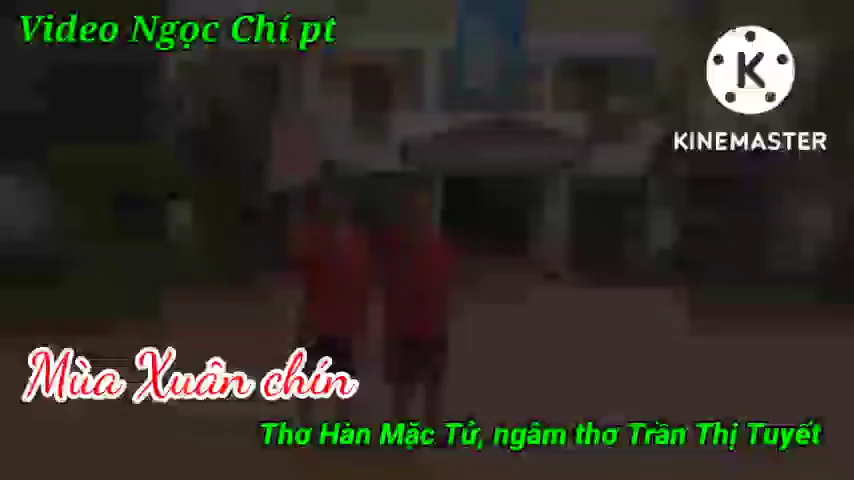 Video Ngọc Chí pt
KINEMASTER
Mùa Xuân chín
Thơ Hàn Mặc Tử, ngâm thơ Trần Thị Tuyết